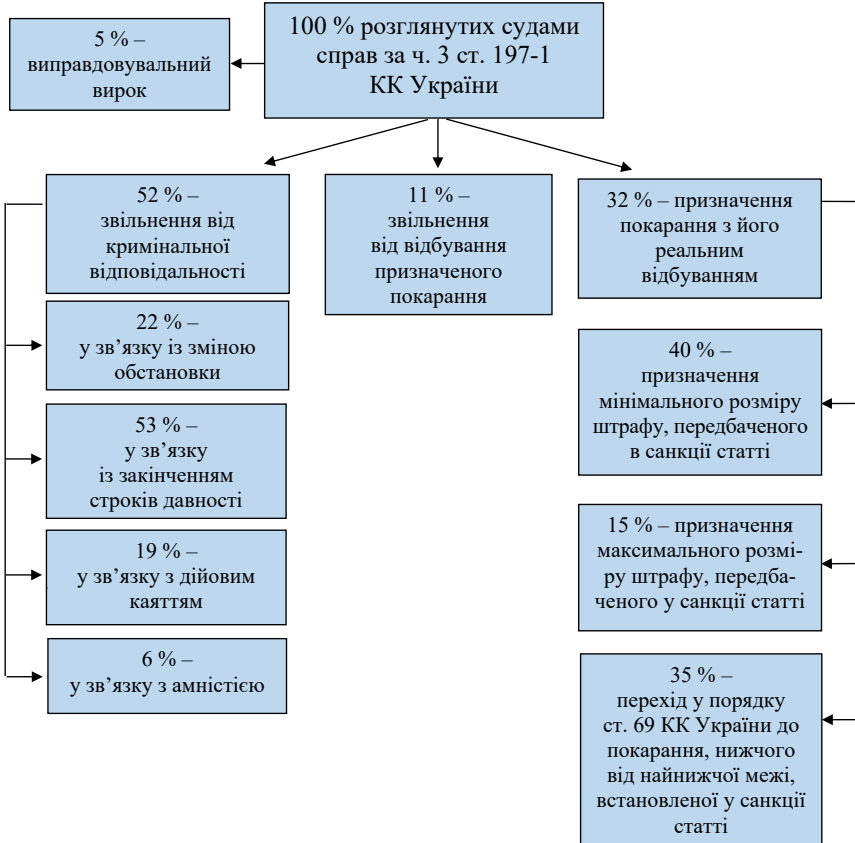 100 % розглянутих судами
справ за ч. 3 ст. 197-1
КК України
5 % –
виправдовувальний
вирок
52 % –
звільнення від
кримінальної
відповідальності
22 % –
у зв’язку із зміною
обстановки
53 % –
у зв’язку
із закінченням
строків давності
19 % –
у зв’язку з дійовим
каяттям
6 % –
у зв’язку з амністією
11 % –
звільнення
від відбування
призначеного
покарання
32 % – призначення
покарання з його
реальним
відбуванням
40 % –
призначення
мінімального розміру
штрафу, передбаченого
в санкції статті
15 % – призначення
максимального розмі-
ру штрафу, передба-
ченого у санкції статті
35 % –
перехід у порядку
ст. 69 КК України до
покарання, нижчого
від найнижчої межі,
встановленої у санкції
статті